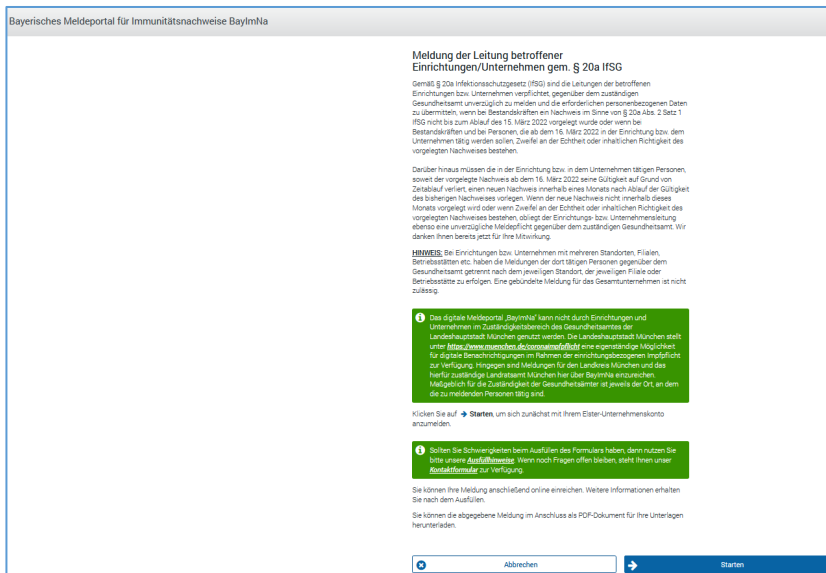 Bayerisches Meldeportal für Immunitätsnachweise BayImNa
Meldung der Leitung betroffener
Einrichtungen/Unternehmen gem. § 20a IfSG
Gemäß § 20a Infektionsschutzgesetz (IfSG) sind die Leitungen der betroffenen
Einrichtungen bzw. Unternehmen verpflichtet, gegenüber dem zuständigen
Gesundheitsamt unverzüglich zu melden und die erforderlichen personenbezogenen Daten
zu übermitteln, wenn bei Bestandskräften ein Nachweis im Sinne von § 20a Abs. 2 Satz 1
IfSG nicht bis zum Ablauf des 15. März 2022 vorgelegt wurde oder wenn bei
Bestandskräften und bei Personen, die ab dem 16. März 2022 in der Einrichtung bzw. dem
Unternehmen tätig werden sollen, Zweifel an der Echtheit oder inhaltlichen Richtigkeit des
vorgelegten Nachweises bestehen.
Darüber hinaus müssen die in der Einrichtung bzw. in dem Unternehmen tätigen Personen,
soweit der vorgelegte Nachweis ab dem 16. März 2022 seine Gültigkeit auf Grund von
Zeitablauf verliert, einen neuen Nachweis innerhalb eines Monats nach Ablauf der Gültigkeit
des bisherigen Nachweises vorlegen. Wenn der neue Nachweis nicht innerhalb dieses
Monats vorgelegt wird oder wenn Zweifel an der Echtheit oder inhaltlichen Richtigkeit des
vorgelegten Nachweises bestehen, obliegt der Einrichtungs- bzw. Unternehmensleitung
ebenso eine unverzügliche Meldepflicht gegenüber dem zuständigen Gesundheitsamt. Wir
danken Ihnen bereits jetzt für Ihre Mitwirkung.
HINWEIS: Bei Einrichtungen bzw. Unternehmen mit mehreren Standorten, Filialen,
Betriebsstätten etc. haben die Meldungen der dort tätigen Personen gegenüber dem
Gesundheitsamt getrennt nach dem jeweiligen Standort, der jeweiligen Filiale oder
Betriebsstätte zu erfolgen. Eine gebündelte Meldung für das Gesamtunternehmen ist nicht
zulässig.
Das digitale Meldeportal „BayImNa" kann nicht durch Einrichtungen und
Unternehmen im Zuständigkeitsbereich des Gesundheitsamtes der
Landeshauptstadt München genutzt werden. Die Landeshauptstadt München stellt
unter https://www.muenchen.de/coronaimpfpflicht eine eigenständige Möglichkeit
für digitale Benachrichtigungen im Rahmen der einrichtungsbezogenen Impfpflicht
zur Verfügung. Hingegen sind Meldungen für den Landkreis München und das
hierfür zuständige Landratsamt München hier über BayImNa einzureichen.
Maßgeblich für die Zuständigkeit der Gesundheitsämter ist jeweils der Ort, an dem
die zu meldenden Personen tätig sind.
Klicken Sie auf ➔ Starten, um sich zunächst mit Ihrem Elster-Unternehmenskonto
anzumelden.
Sollten Sie Schwierigkeiten beim Ausfüllen des Formulars haben, dann nutzen Sie
bitte unsere Ausfüllhinweise. Wenn noch Fragen offen bleiben, steht Ihnen unser
Kontaktformular zur Verfügung.
Sie können Ihre Meldung anschließend online einreichen. Weitere Informationen erhalten
Sie nach dem Ausfüllen.
Sie können die abgegebene Meldung im Anschluss als PDF-Dokument für Ihre Unterlagen
herunterladen.
Abbrechen
Starten